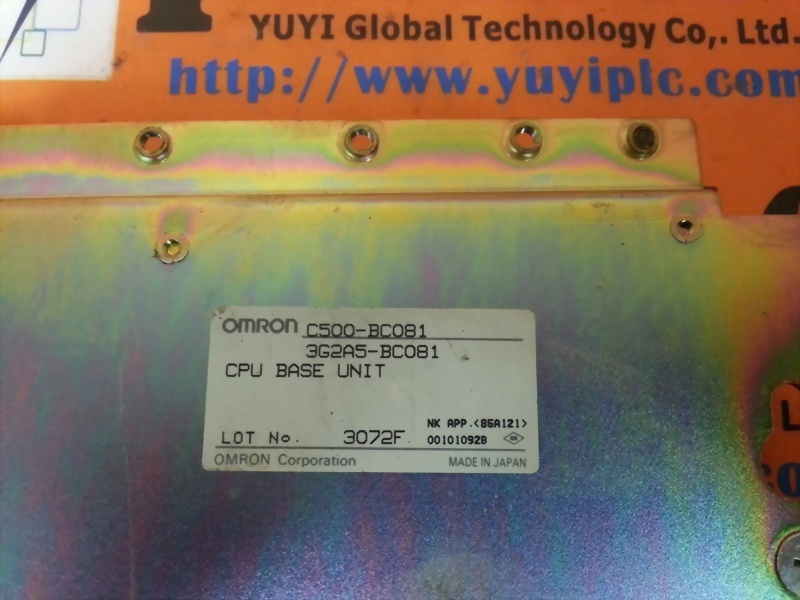 YUYI Global Technology Co,. Ltd.
http://www.yuyiplc.com
OMRON C500-BC081
3G2A5-BC081
CPU BASE UNIT
NK APP.<86A121>
LOT No. 3072F 00101092B
OMRON Corporation MADE IN JAPAN